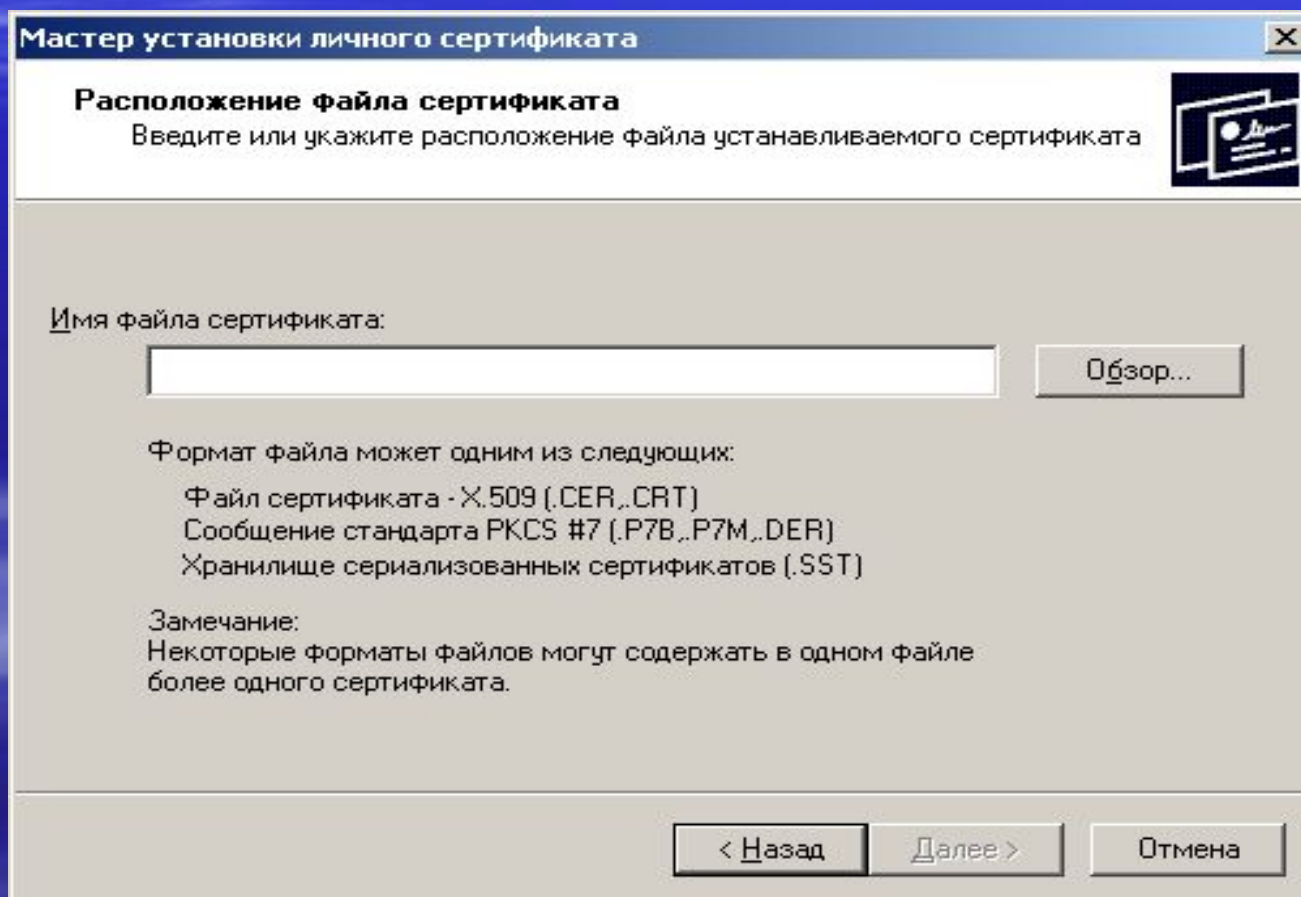 Мастер установки личного сертификата
Расположение файла сертификата
Введите или укажите расположение файла устанавливаемого сертификата
Имя файла сертификата:
Обзор...
Формат файла может одним из следующих:
Файл сертификата - X.509 (.CER,.CRT)
Сообщение стандарта PKCS #7 (.P7B,.P7M,.DER)
Хранилище сериализованных сертификатов (.SST)
Замечание:
Некоторые форматы файлов могут содержать в одном файле
более одного сертификата.
< Назад
Далее >
Отмена